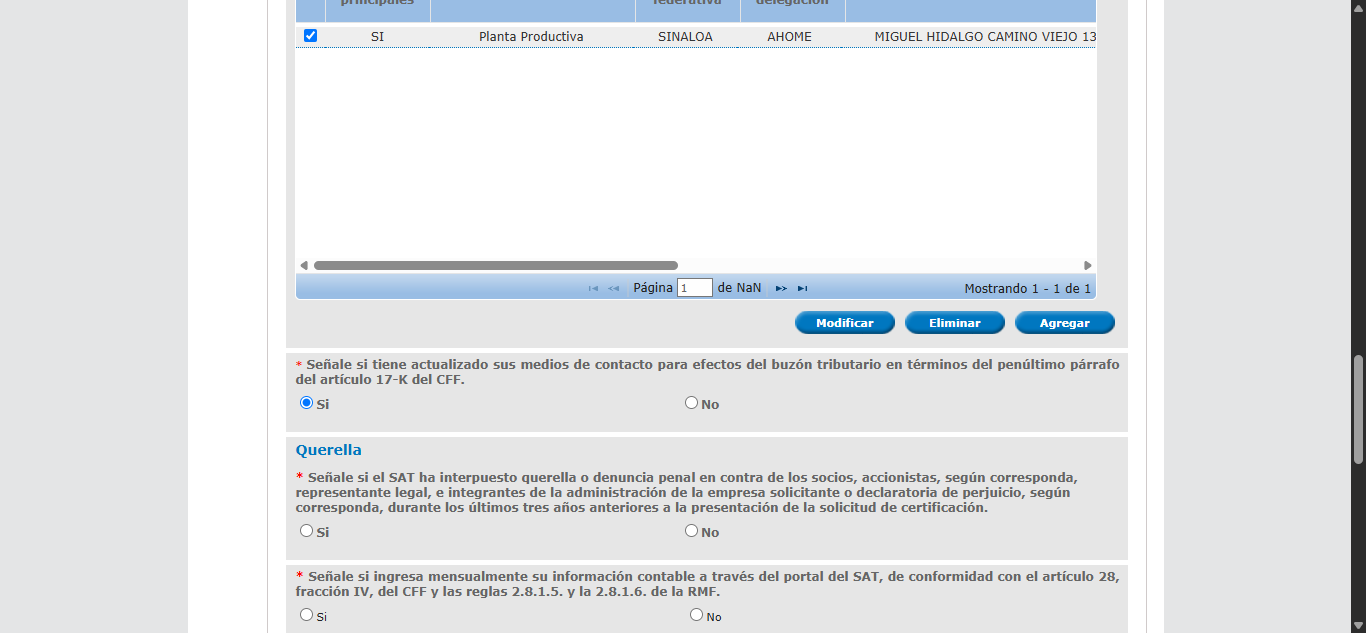 principales federativa delegación
SI Planta Productiva SINALOA AHOME MIGUEL HIDALGO CAMINO VIEJO 13
Página 1 de NaN Mostrando 1 - 1 de 1
Modificar Eliminar Agregar
* Señale si tiene actualizado sus medios de contacto para efectos del buzón tributario en términos del penúltimo párrafo
del artículo 17-K del CFF.
Si No
Querella
* Señale si el SAT ha interpuesto querella o denuncia penal en contra de los socios, accionistas, según corresponda,
representante legal, e integrantes de la administración de la empresa solicitante o declaratoria de perjuicio, según
corresponda, durante los últimos tres años anteriores a la presentación de la solicitud de certificación.
Si No
* Señale si ingresa mensualmente su información contable a través del portal del SAT, de conformidad con el artículo 28,
fracción IV, del CFF y las reglas 2.8.1.5. y la 2.8.1.6. de la RMF.
Si No